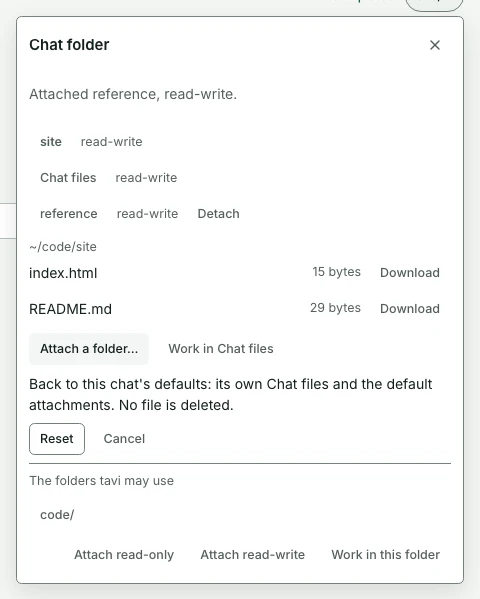 Chat folder
Attached reference, read-write.
site read-write
Chat files read-write
reference read-write Detach
~/code/site
index.html 15 bytes Download
README.md 29 bytes Download
Attach a folder... Work in Chat files
Back to this chat's defaults: its own Chat files and the default
attachments. No file is deleted.
Reset Cancel
The folders tavi may use
code/
Attach read-only Attach read-write Work in this folder